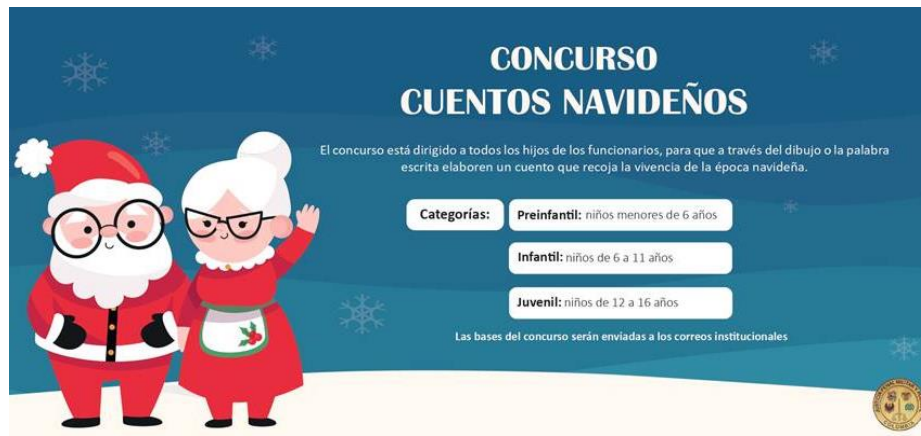 CONCURSO
CUENTOS NAVIDEÑOS
El concurso está dirigido a todos los hijos de los funcionarios, para que a través del dibujo o la palabra
escrita elaboren un cuento que recoja la vivencia de la época navideña.
Categorías:
Preinfantil: niños menores de 6 años
Infantil: niños de 6 a 11 años
Juvenil: niños de 12 a 16 años
Las bases del concurso serán enviadas a los correos institucionales
COLOMBIA